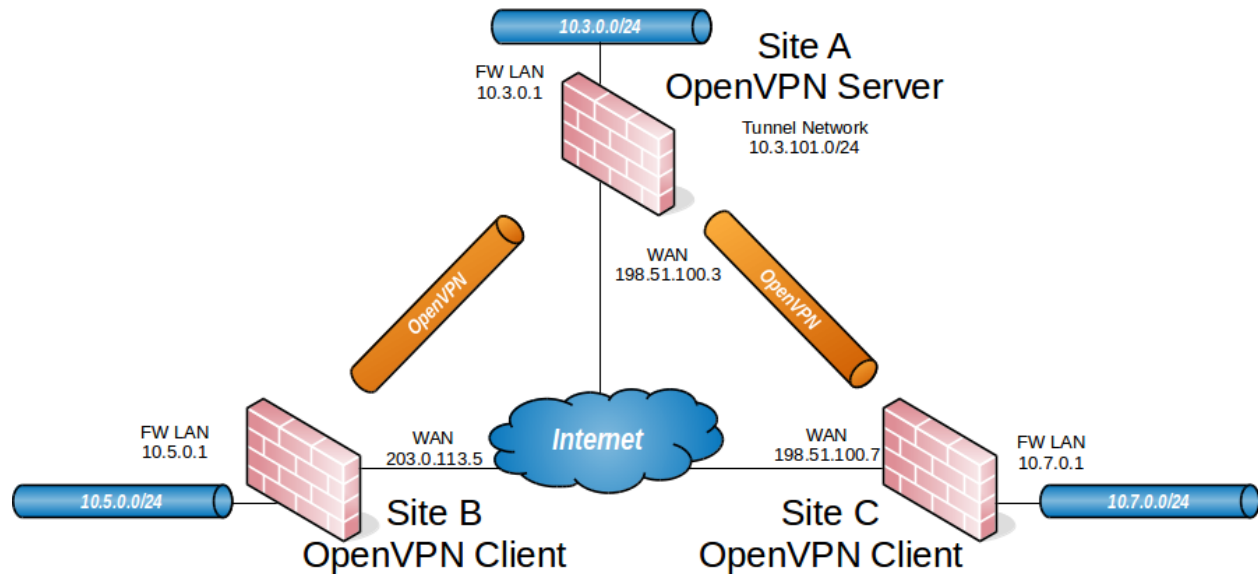 10.3.0.0/24
Site A
OpenVPN Server
FW LAN
10.3.0.1
Tunnel Network
10.3.101.0/24
WAN
198.51.100.3
OpenVPN
OpenVPN
FW LAN
10.5.0.1
WAN
203.0.113.5
Internet
WAN
198.51.100.7
FW LAN
10.7.0.1
10.5.0.0/24
10.7.0.0/24
Site B
OpenVPN Client
Site C
OpenVPN Client